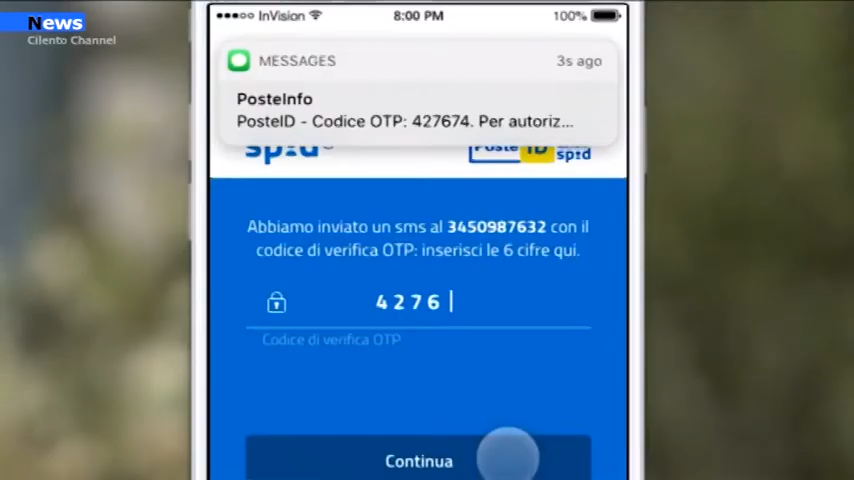 News
Cilento Channel
InVision
8:00 PM
100%
MESSAGES
3s ago
PosteInfo
PosteID - Codice OTP: 427674. Per autoriz...
spid
Poste ID
spid
Abbiamo inviato un sms al 3450987632 con il
codice di verifica OTP: inserisci le 6 cifre qui.
4276
Codice di verifica OTP
Continua